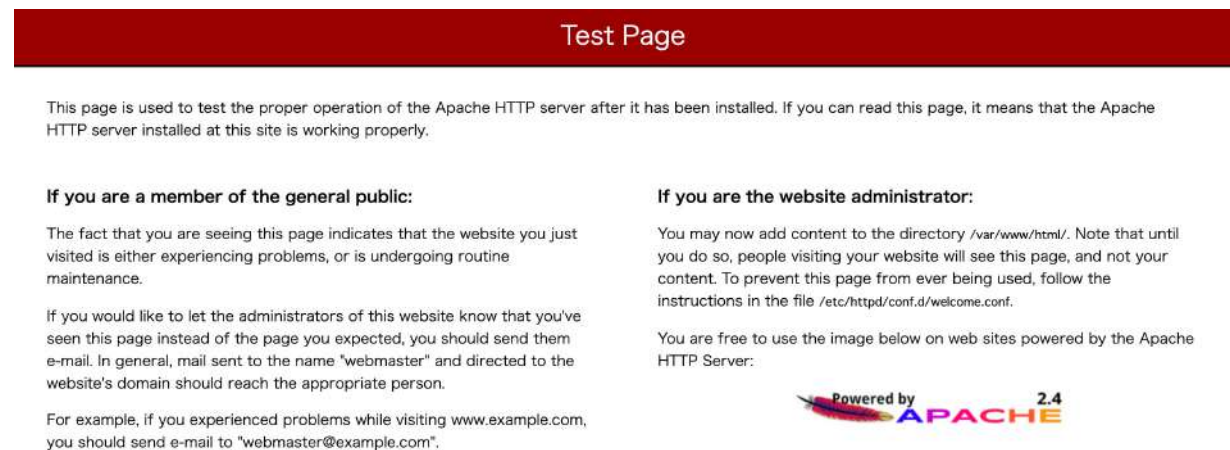 Test Page
This page is used to test the proper operation of the Apache HTTP server after it has been installed. If you can read this page, it means that the Apache
HTTP server installed at this site is working properly.
If you are a member of the general public:
The fact that you are seeing this page indicates that the website you just
visited is either experiencing problems, or is undergoing routine
maintenance.
If you would like to let the administrators of this website know that you've
seen this page instead of the page you expected, you should send them
e-mail. In general, mail sent to the name "webmaster" and directed to the
website's domain should reach the appropriate person.
For example, if you experienced problems while visiting www.example.com,
you should send e-mail to "webmaster@example.com".
If you are the website administrator:
You may now add content to the directory /var/www/html/. Note that until
you do so, people visiting your website will see this page, and not your
content. To prevent this page from ever being used, follow the
instructions in the file /etc/httpd/conf.d/welcome.conf.
You are free to use the image below on web sites powered by the Apache
HTTP Server:
Powered by 2.4
APACHE